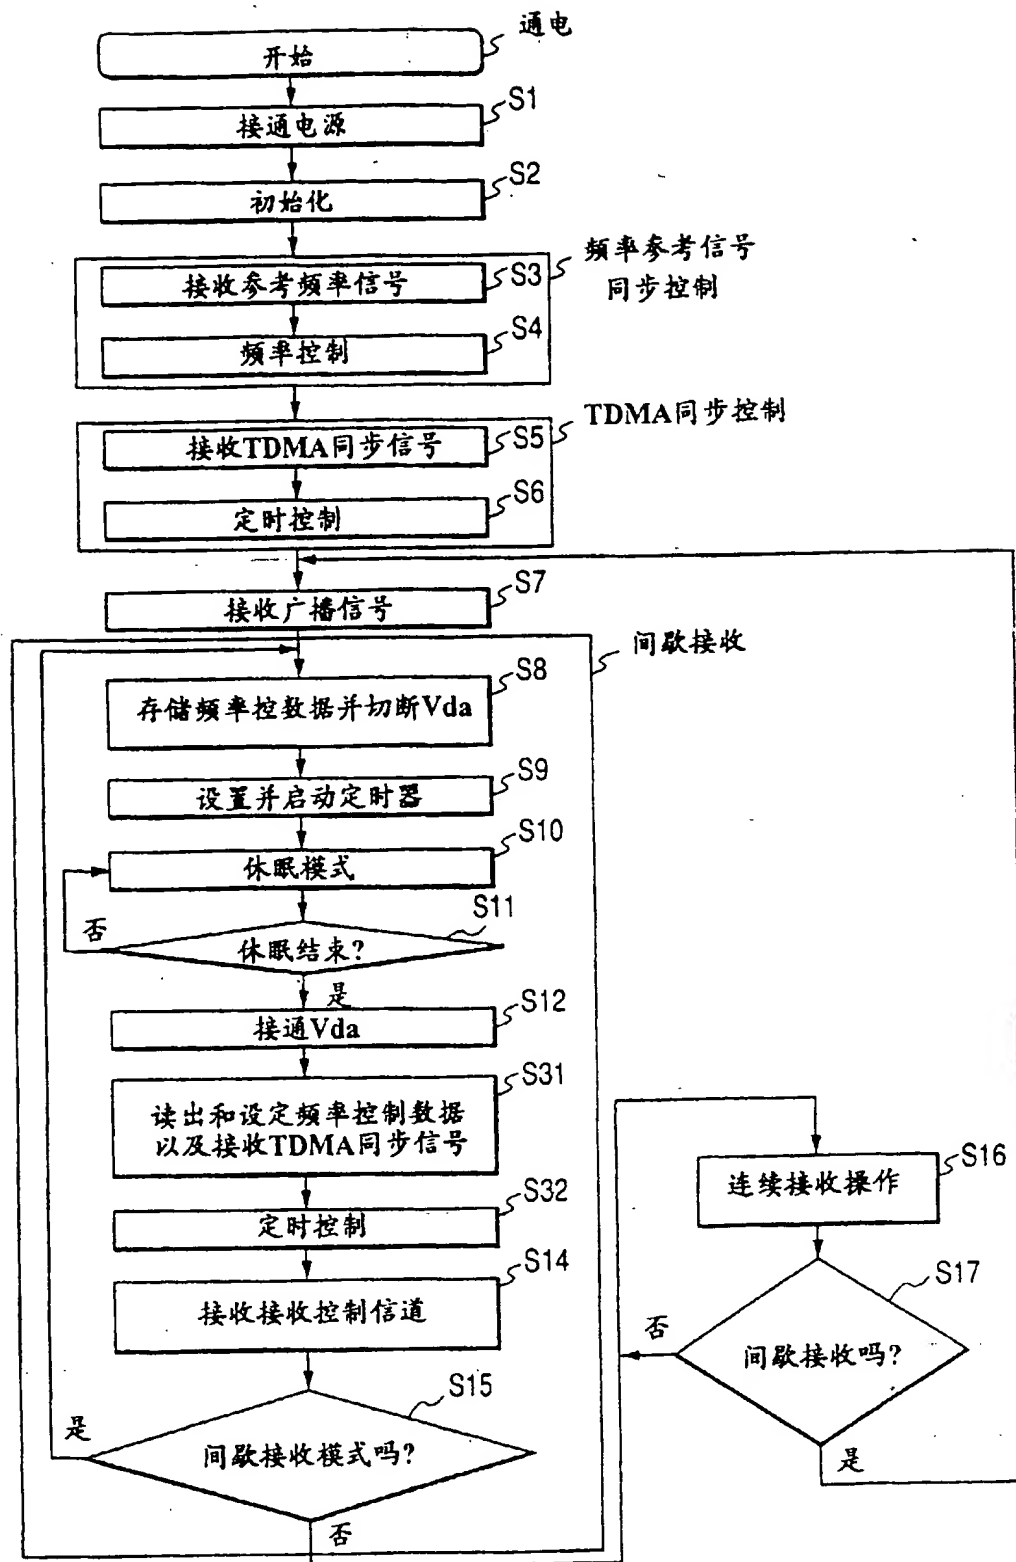 通电
开始
S1
接通电源
S2
初始化
频率参考信号
同步控制
S3
接收参考频率信号
S4
频率控制
TDMA同步控制
S5
接收TDMA同步信号
S6
定时控制
S7
接收广播信号
间歇接收
S8
存储频率控数据并切断Vda
S9
设置并启动定时器
S10
休眠模式
S11
否
休眠结束?
是
S12
接通Vda
S31
读出和设定频率控制数据
以及接收TDMA同步信号
S32
定时控制
S14
接收接收控制信道
S15
是
间歇接收模式吗?
否
S16
连续接收操作
S17
否
间歇接收吗?
是